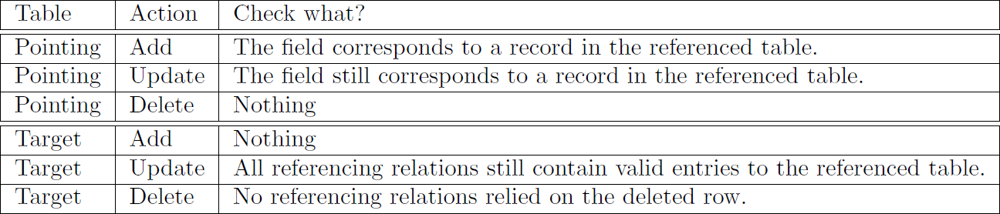 Table Action Check what?
Pointing Add The field corresponds to a record in the referenced table.
Pointing Update The field still corresponds to a record in the referenced table.
Pointing Delete Nothing
Target Add Nothing
Target Update All referencing relations still contain valid entries to the referenced table.
Target Delete No referencing relations relied on the deleted row.